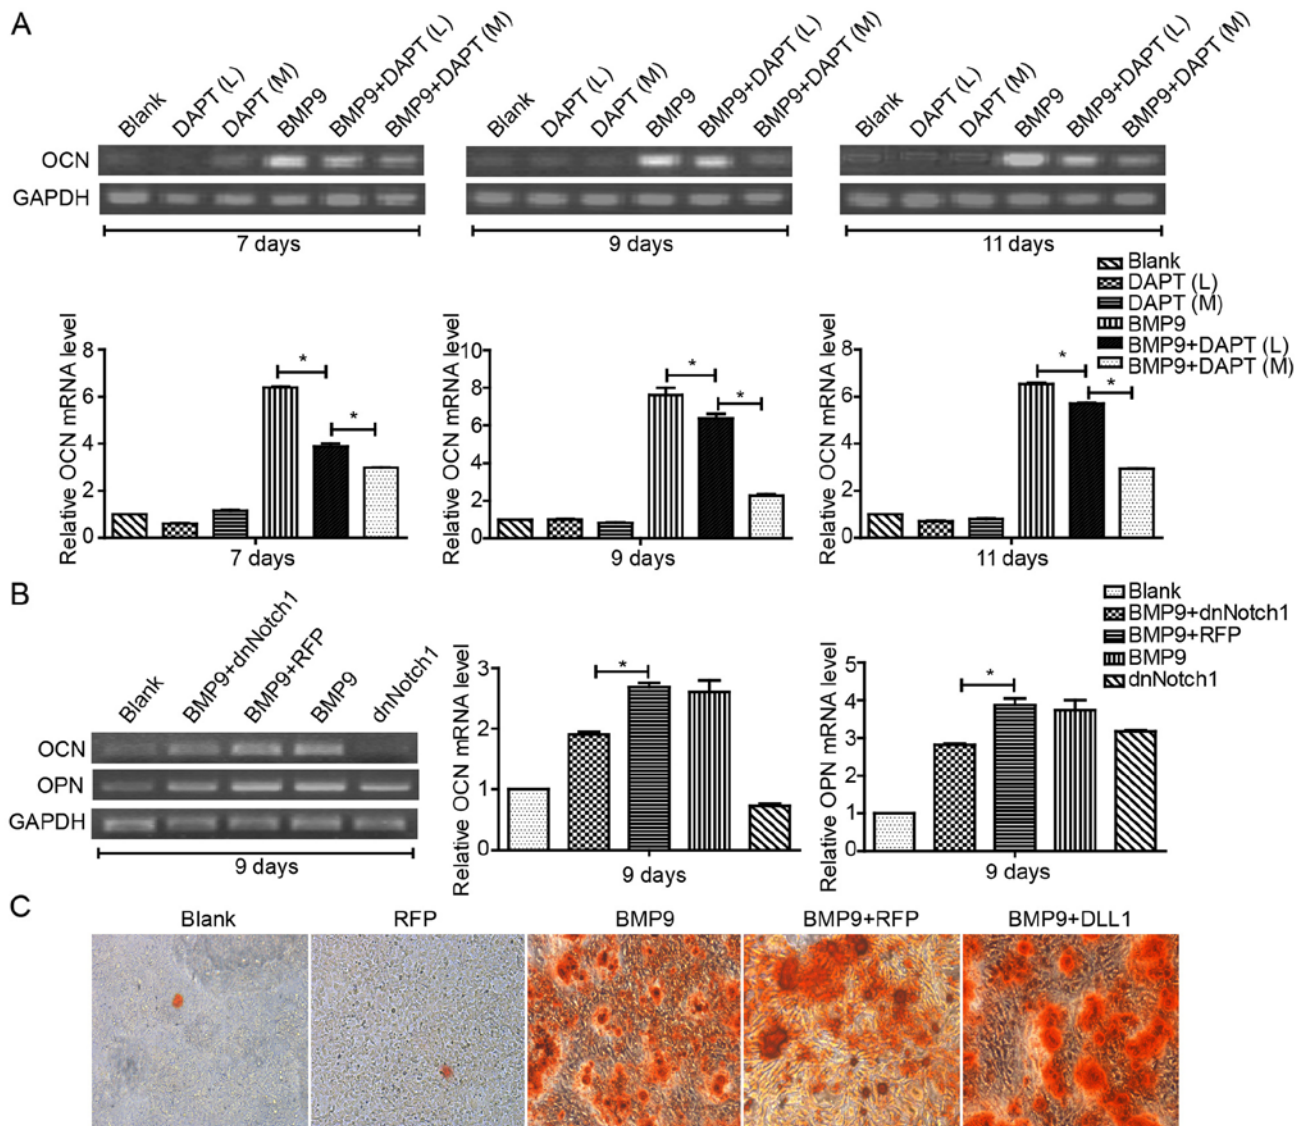 A
Blank DAPT (L) DAPT (M) BMP9 BMP9+DAPT (L) BMP9+DAPT (M)
Blank DAPT (L) DAPT (M) BMP9 BMP9+DAPT (L) BMP9+DAPT (M)
Blank DAPT (L) DAPT (M) BMP9 BMP9+DAPT (L) BMP9+DAPT (M)
OCN
GAPDH
7 days 9 days 11 days
Blank
DAPT (L)
DAPT (M)
BMP9
BMP9+DAPT (L)
BMP9+DAPT (M)
Relative OCN mRNA level
8
6
4
2
0
* *
7 days
Relative OCN mRNA level
10
8
6
4
2
0
* *
9 days
Relative OCN mRNA level
8
6
4
2
0
* *
11 days
B
Blank BMP9+dnNotch1 BMP9+RFP BMP9 dnNotch1
OCN
OPN
GAPDH
9 days
Relative OCN mRNA level
3
2
1
0
*
9 days
Relative OPN mRNA level
5
4
3
2
1
0
*
9 days
Blank
BMP9+dnNotch1
BMP9+RFP
BMP9
dnNotch1
C
Blank RFP BMP9 BMP9+RFP BMP9+DLL1